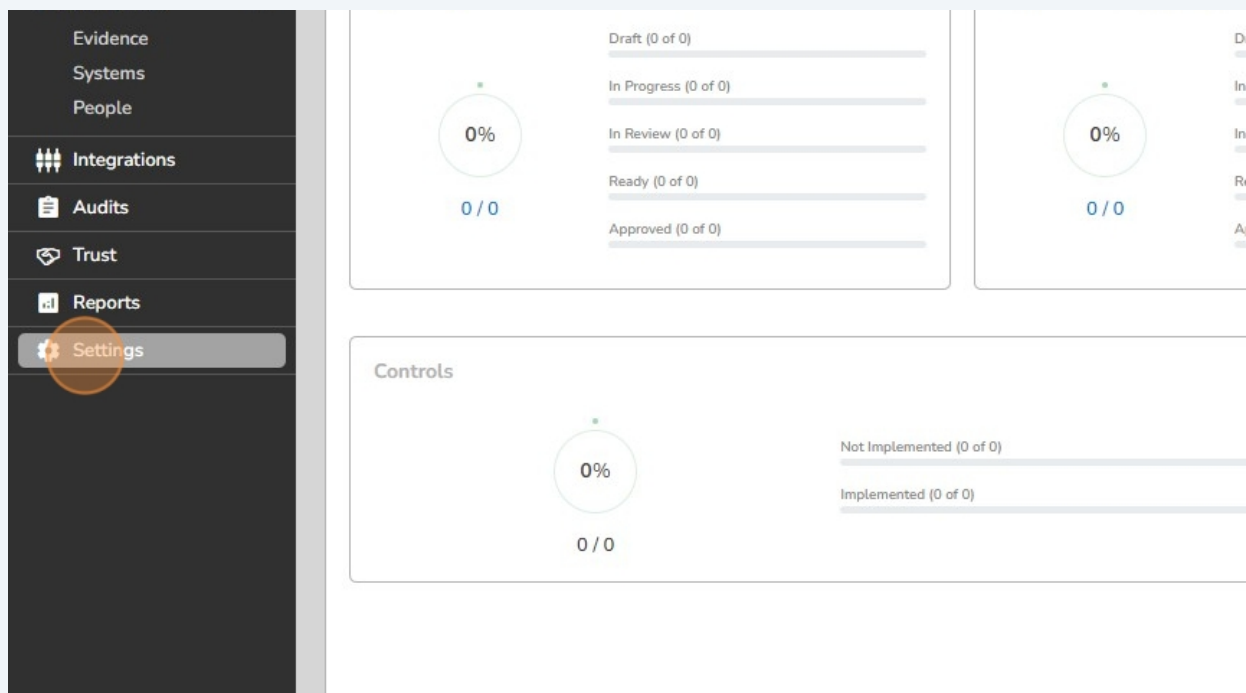 Evidence
Systems
People
Integrations
Audits
Trust
Reports
Settings
0%
0 / 0
Draft (0 of 0)
In Progress (0 of 0)
In Review (0 of 0)
Ready (0 of 0)
Approved (0 of 0)
0%
0 / 0
Controls
0%
0 / 0
Not Implemented (0 of 0)
Implemented (0 of 0)